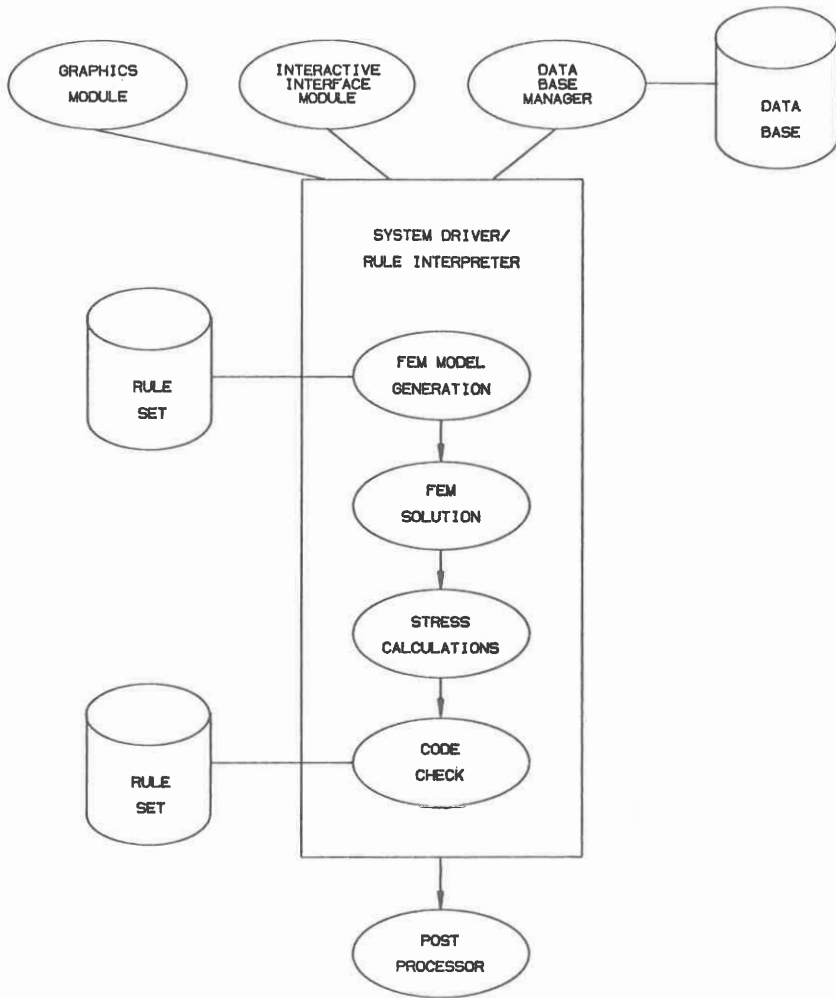 GRAPHICS
MODULE
INTERACTIVE
INTERFACE
MODULE
DATA
BASE
MANAGER
DATA
BASE
SYSTEM DRIVER/
RULE INTERPRETER
FEM MODEL
GENERATION
RULE
SET
FEM
SOLUTION
STRESS
CALCULATIONS
CODE
CHECK
RULE
SET
POST
PROCESSOR